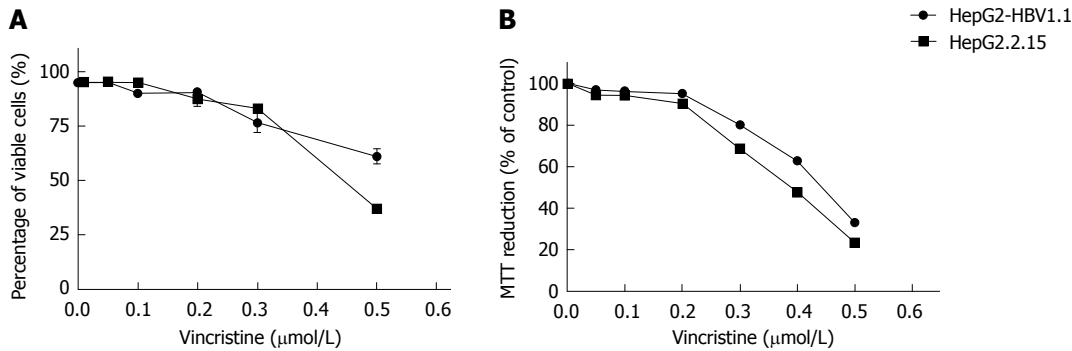 A
Percentage of viable cells (%)
100
75
50
25
0
0.0 0.1 0.2 0.3 0.4 0.5 0.6
Vincristine (μmol/L)
B
HepG2-HBV1.1
HepG2.2.15
MTT reduction (% of control)
100
80
60
40
20
0
0.0 0.1 0.2 0.3 0.4 0.5 0.6
Vincristine (μmol/L)